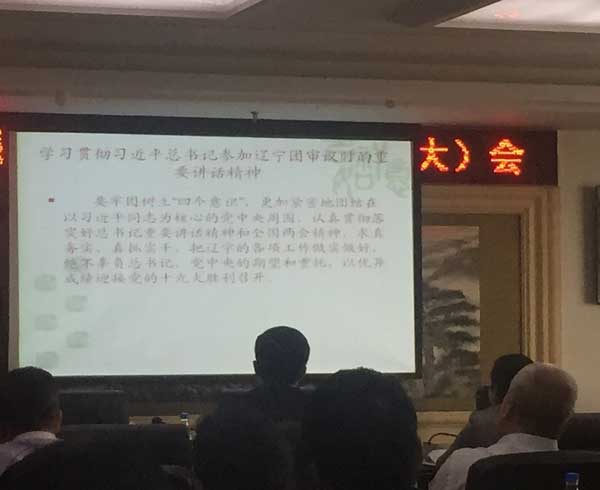 大）会
学习贯彻习近平总书记参加辽宁团审议时的重
要讲话精神
要牢固树立“四个意识”，更加紧密地团结在
以习近平同志为核心的党中央周围，认真贯彻落
实好总书记重要讲话精神和全国两会精神，求真
务实、真抓实干，把辽宁的各项工作做实做好，
绝不辜负总书记、党中央的期望和重托，以优异
成绩迎接党的十九大胜利召开。